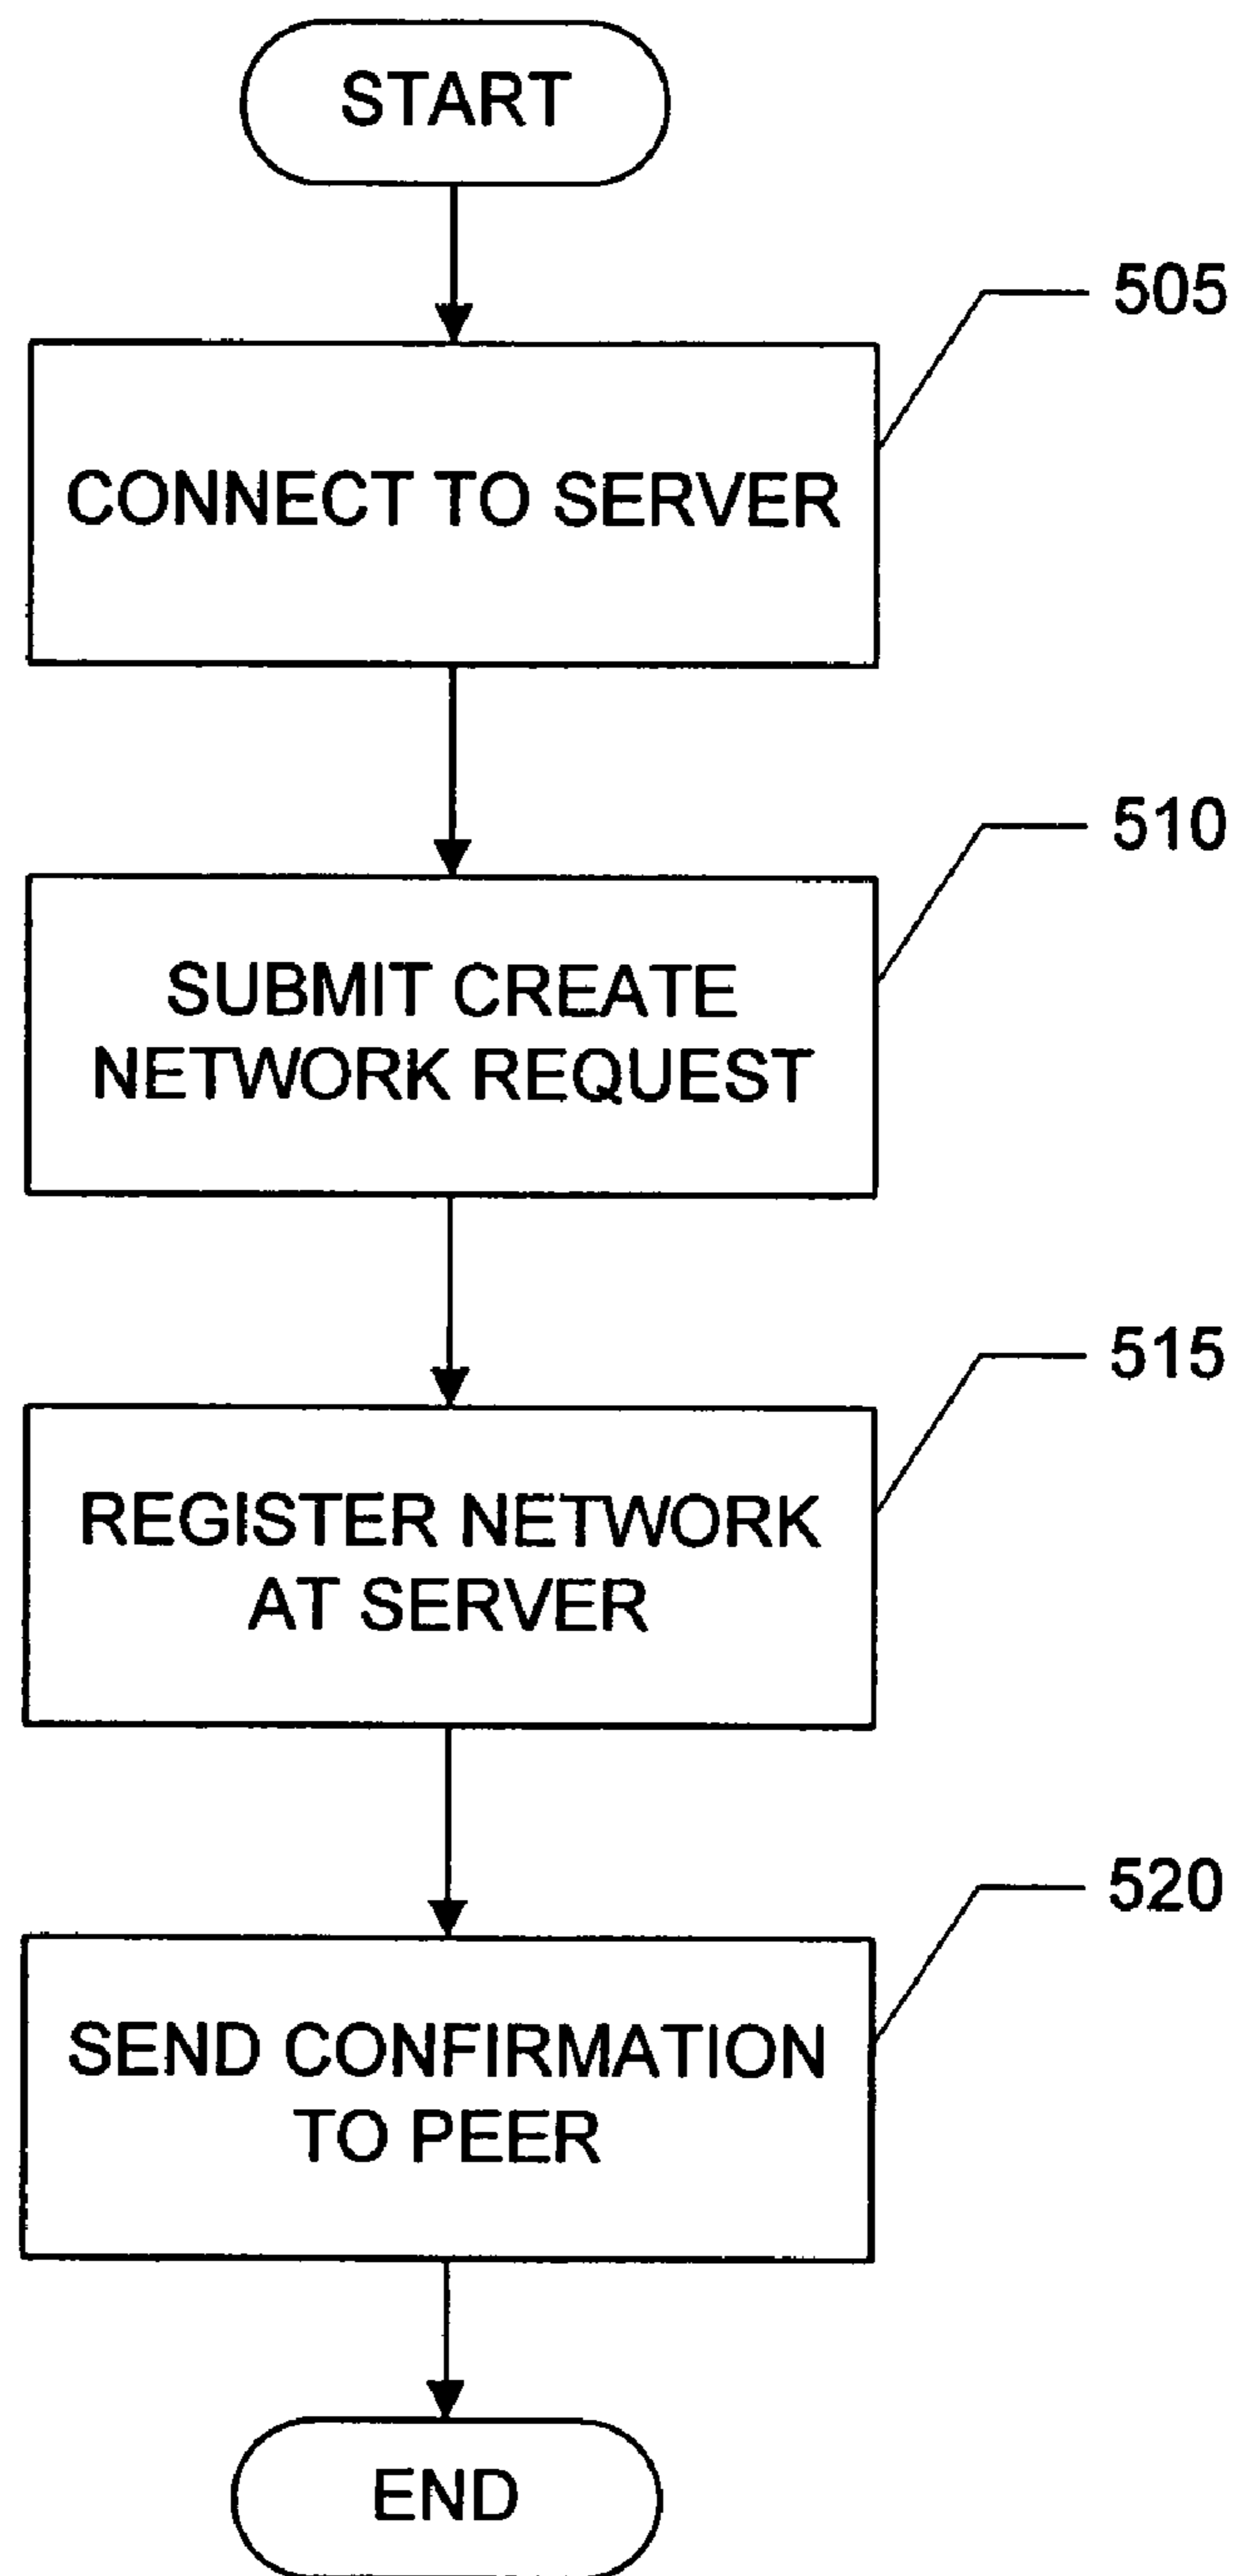 START
505
CONNECT TO SERVER
510
SUBMIT CREATE
NETWORK REQUEST
515
REGISTER NETWORK
AT SERVER
520
SEND CONFIRMATION
TO PEER
END